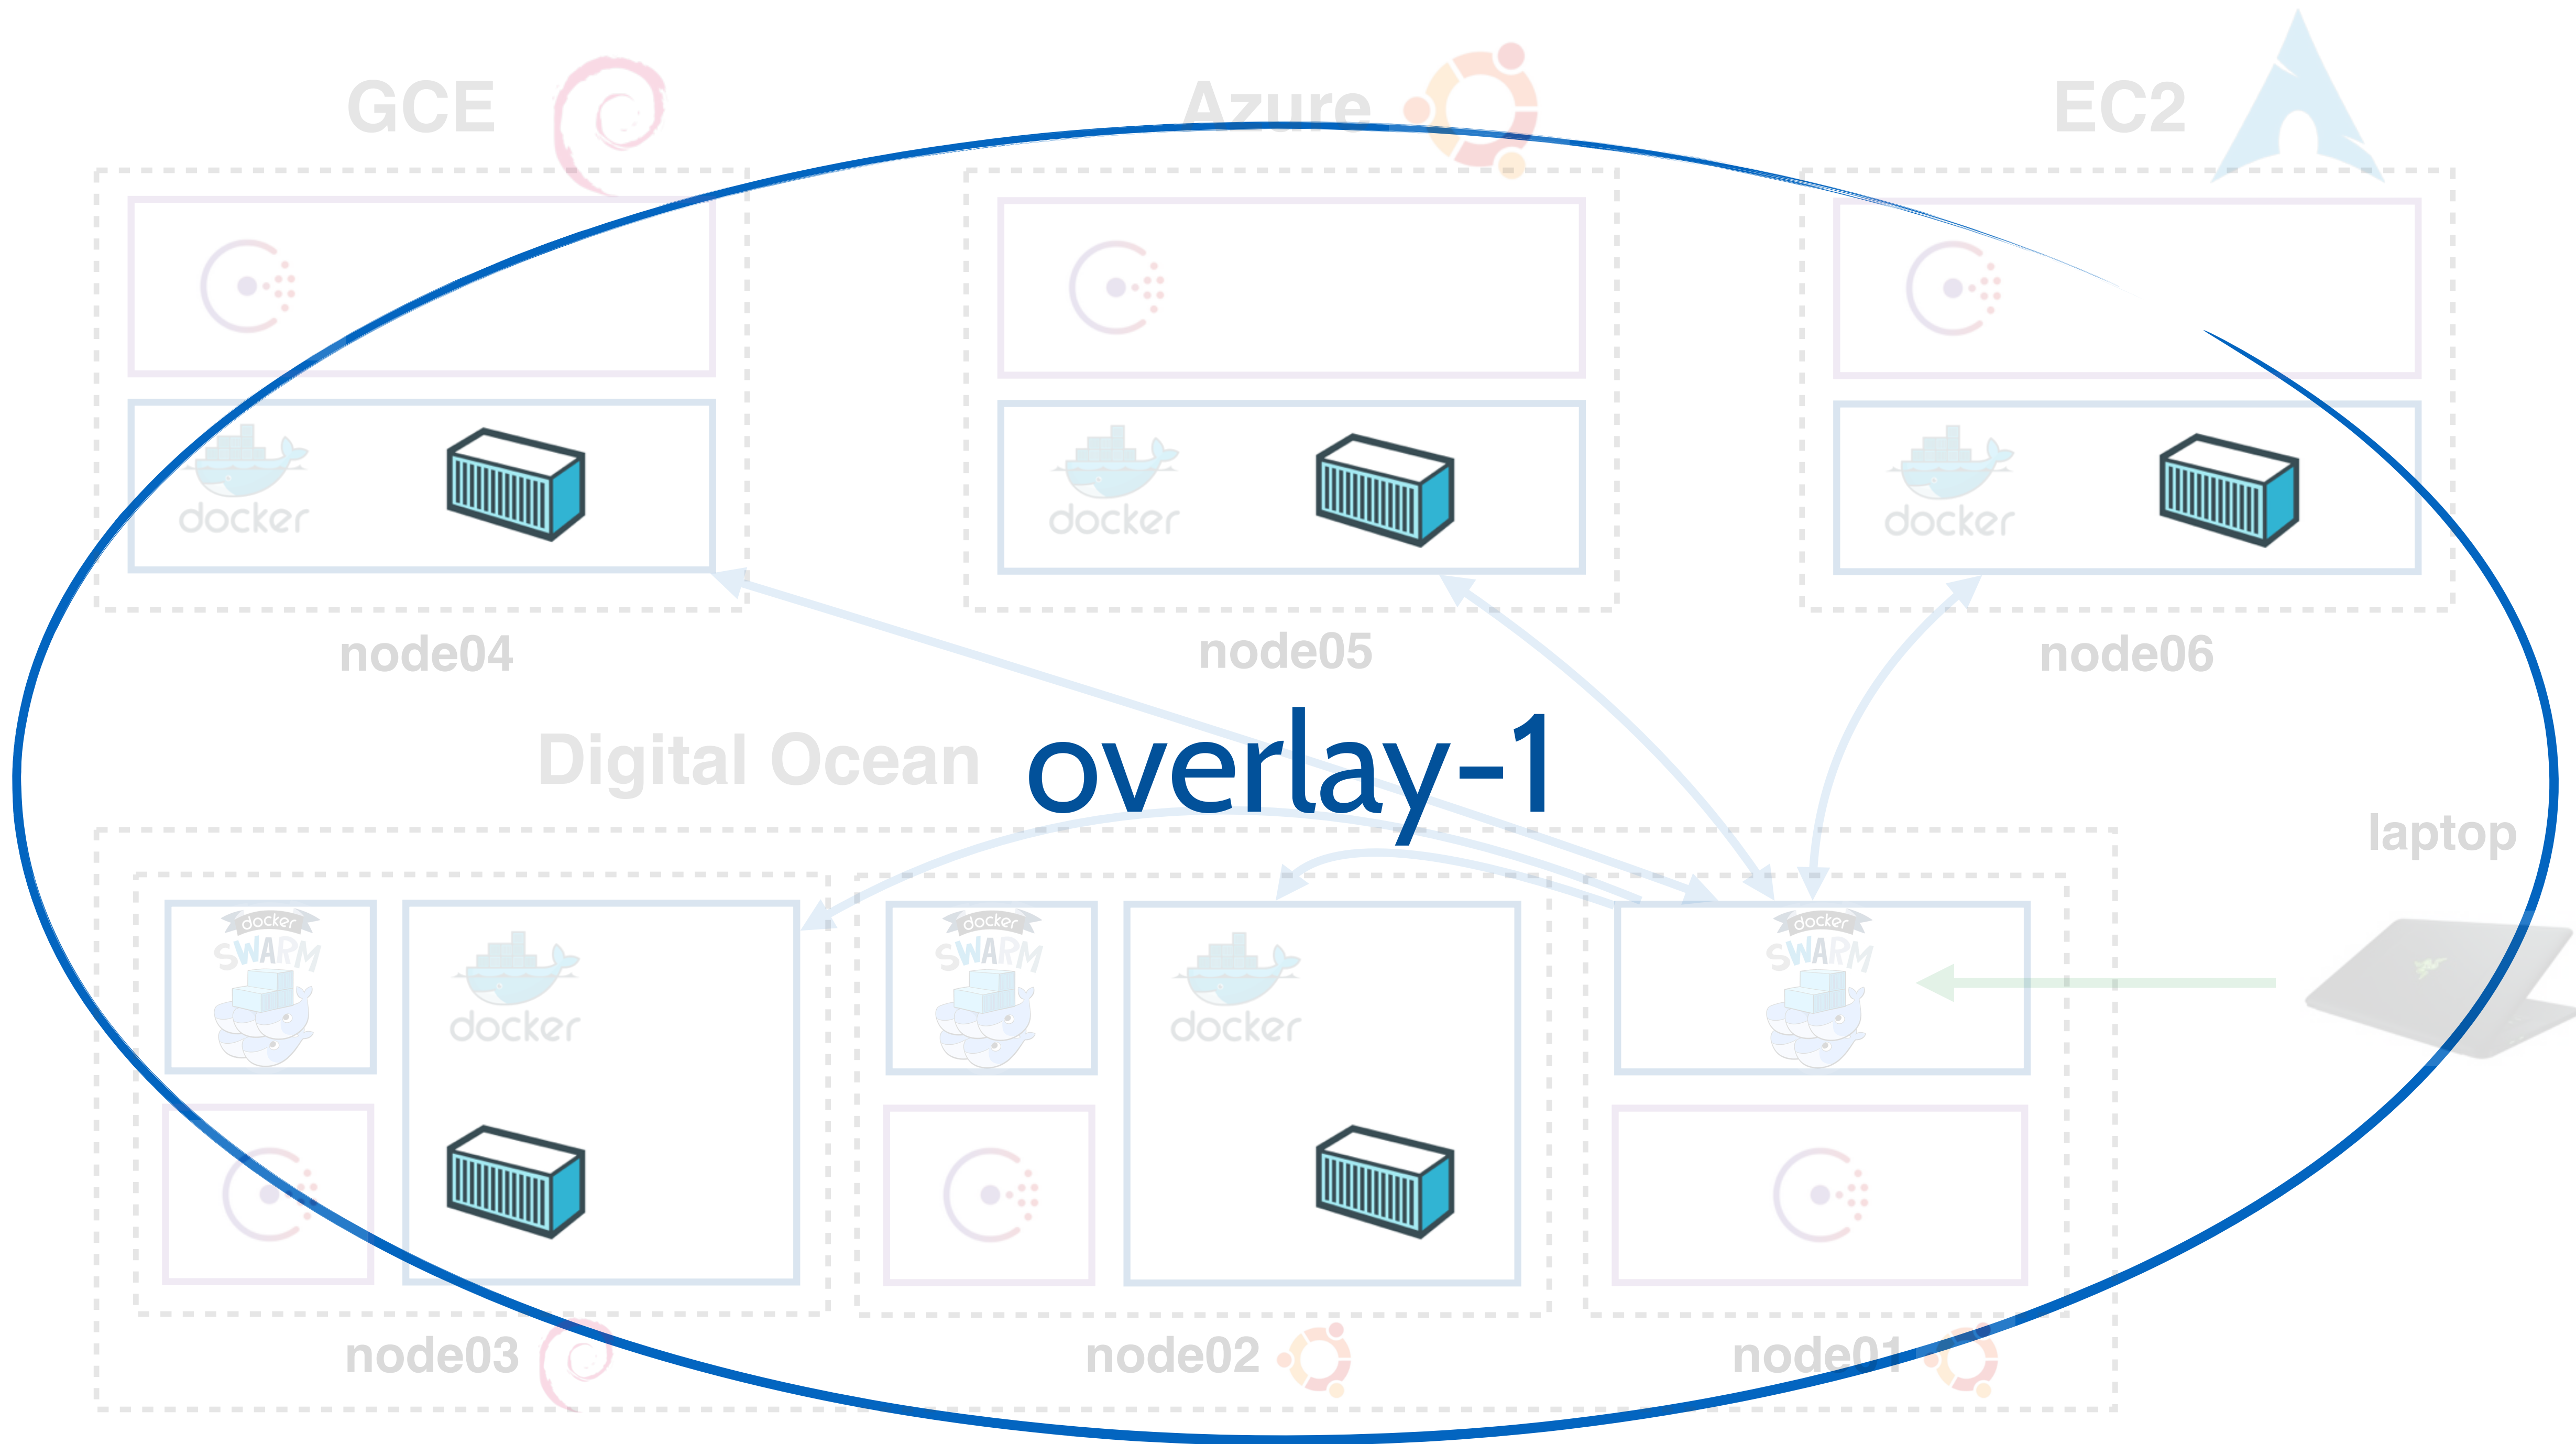 GCE
Azure
EC2
docker
docker
docker
node04
node05
node06
Digital Ocean
overlay-1
laptop
docker
SWARM
docker
docker
SWARM
docker
docker
SWARM
node03
node02
node01